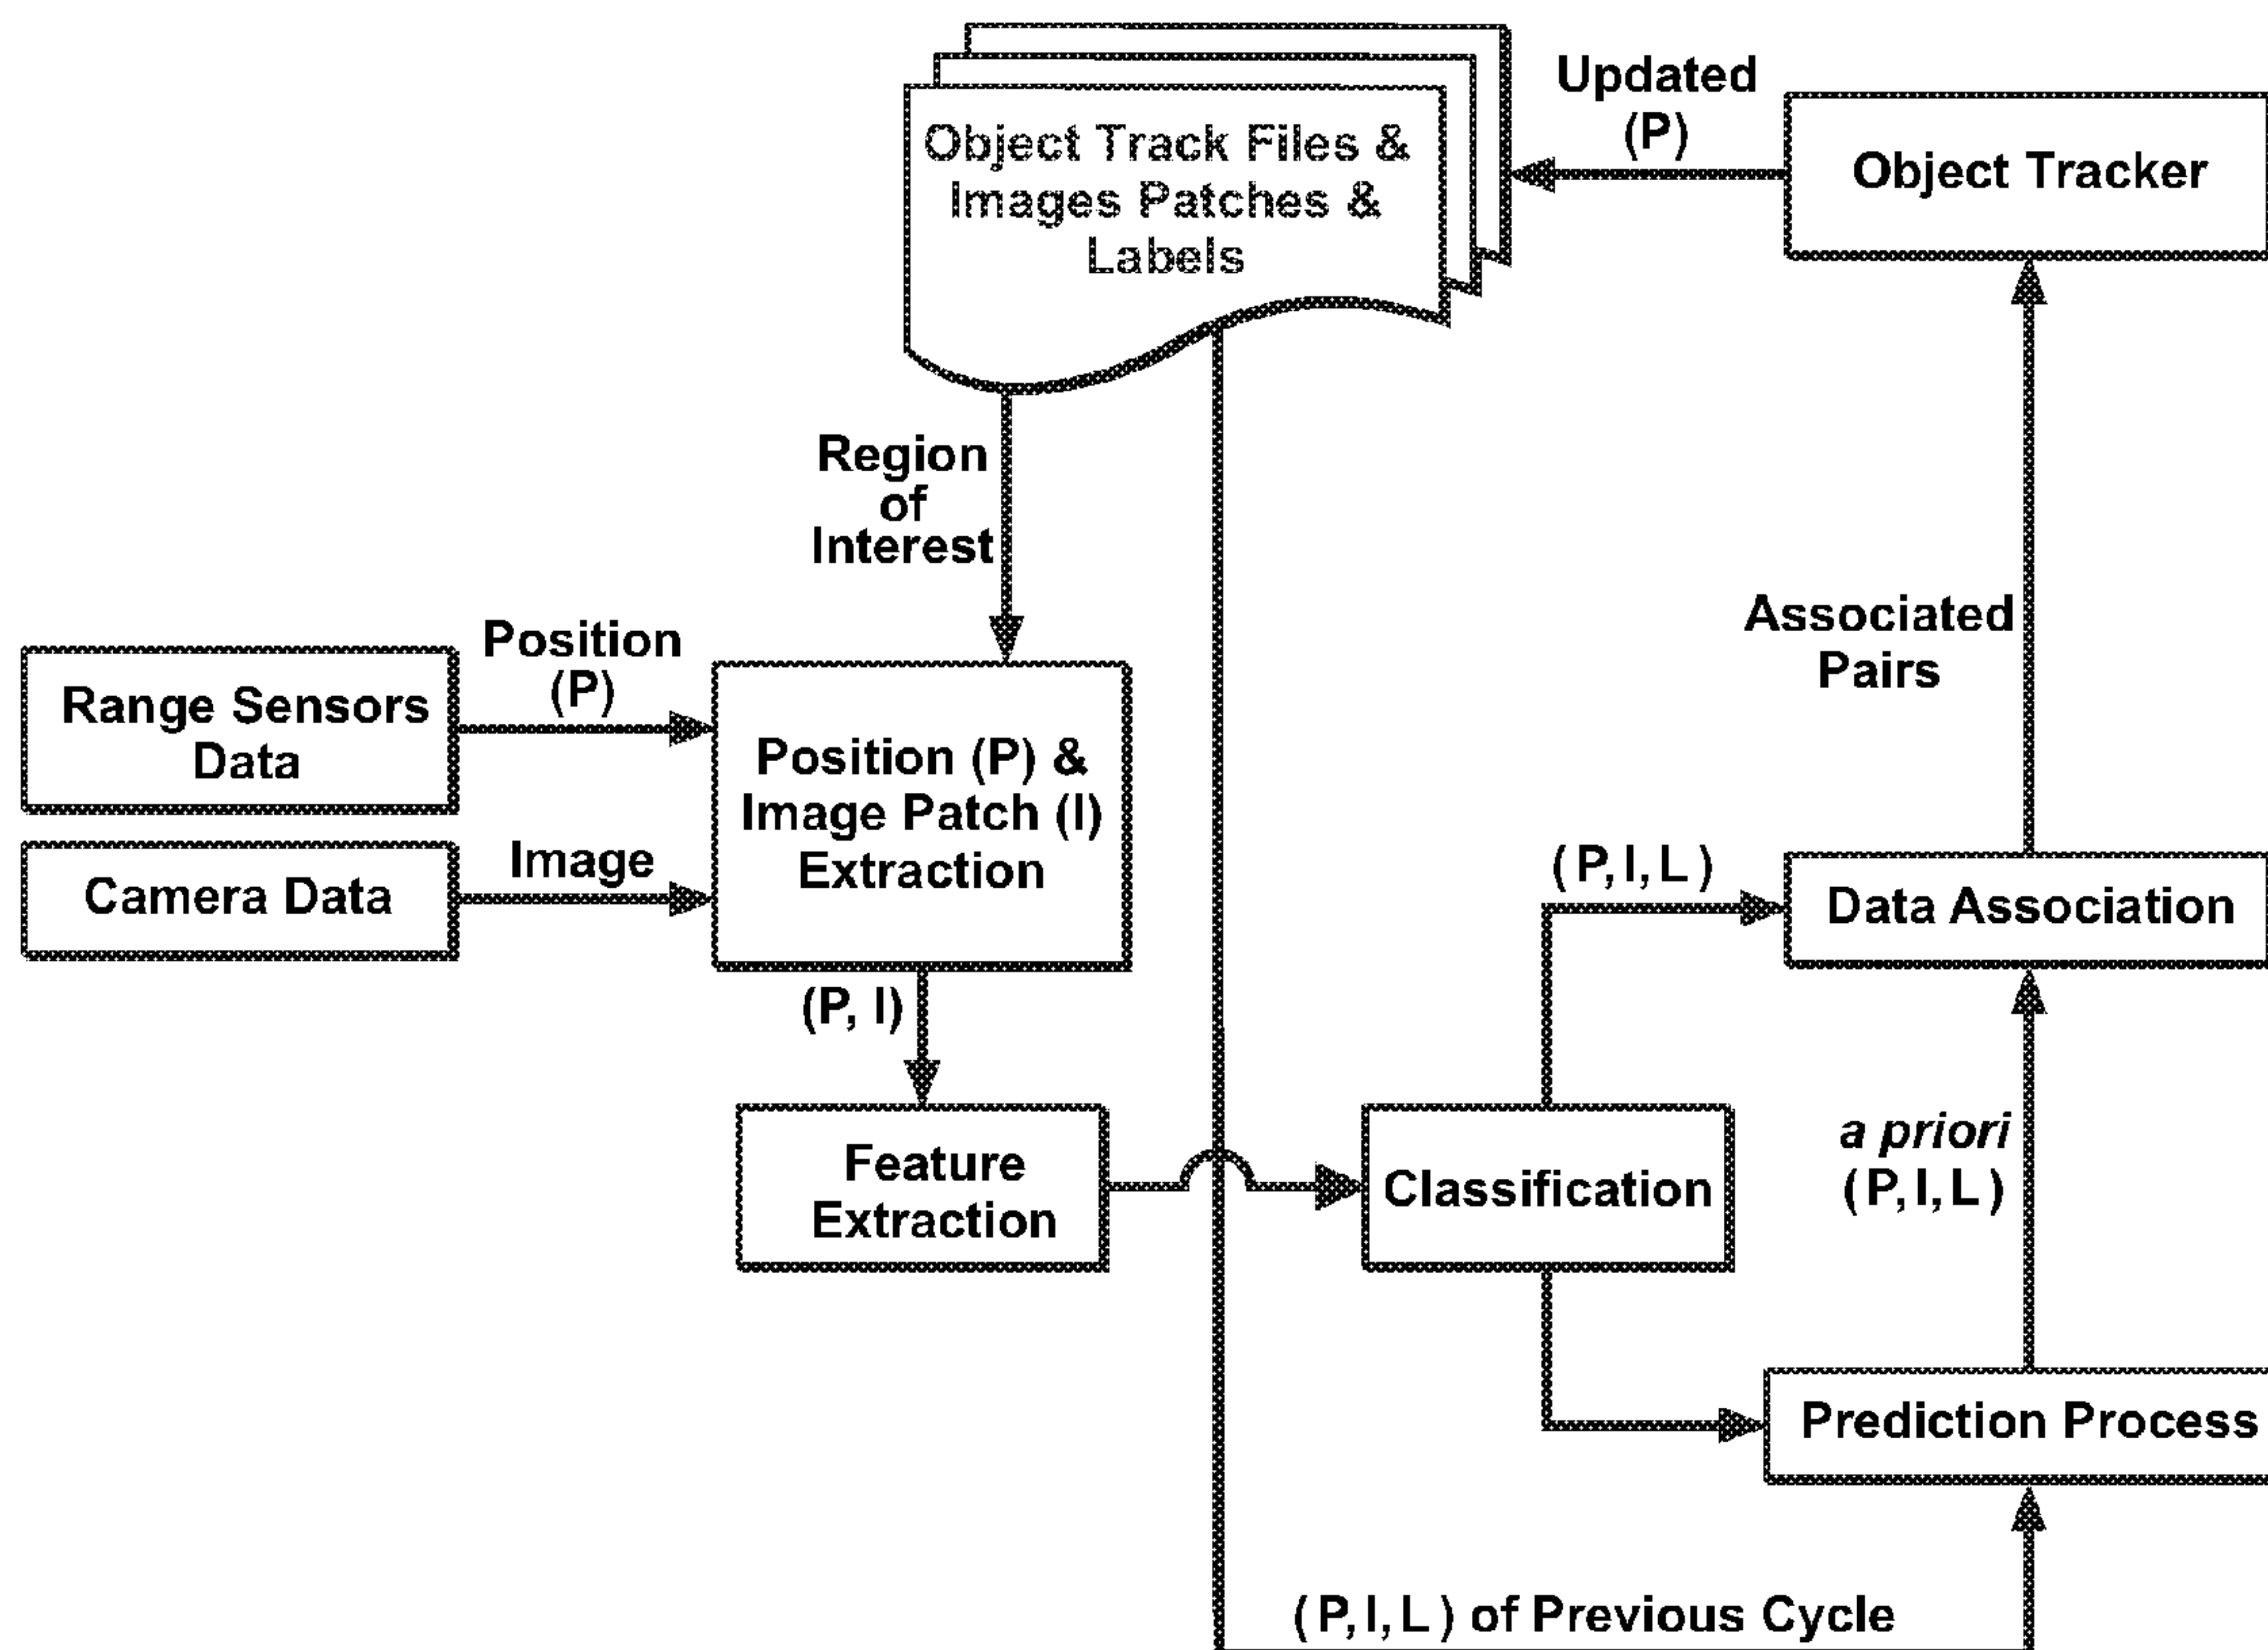 Object Track Files &
Images Patches &
Labels
Updated
(P)
Object Tracker
Region
of
Interest
Associated
Pairs
Range Sensors
Data
Position
(P)
Position (P) &
Image Patch (I)
Extraction
Camera Data
Image
(P, I)
(P, I, L)
Data Association
Feature
Extraction
Classification
a priori
(P, I, L)
Prediction Process
(P, I, L) of Previous Cycle